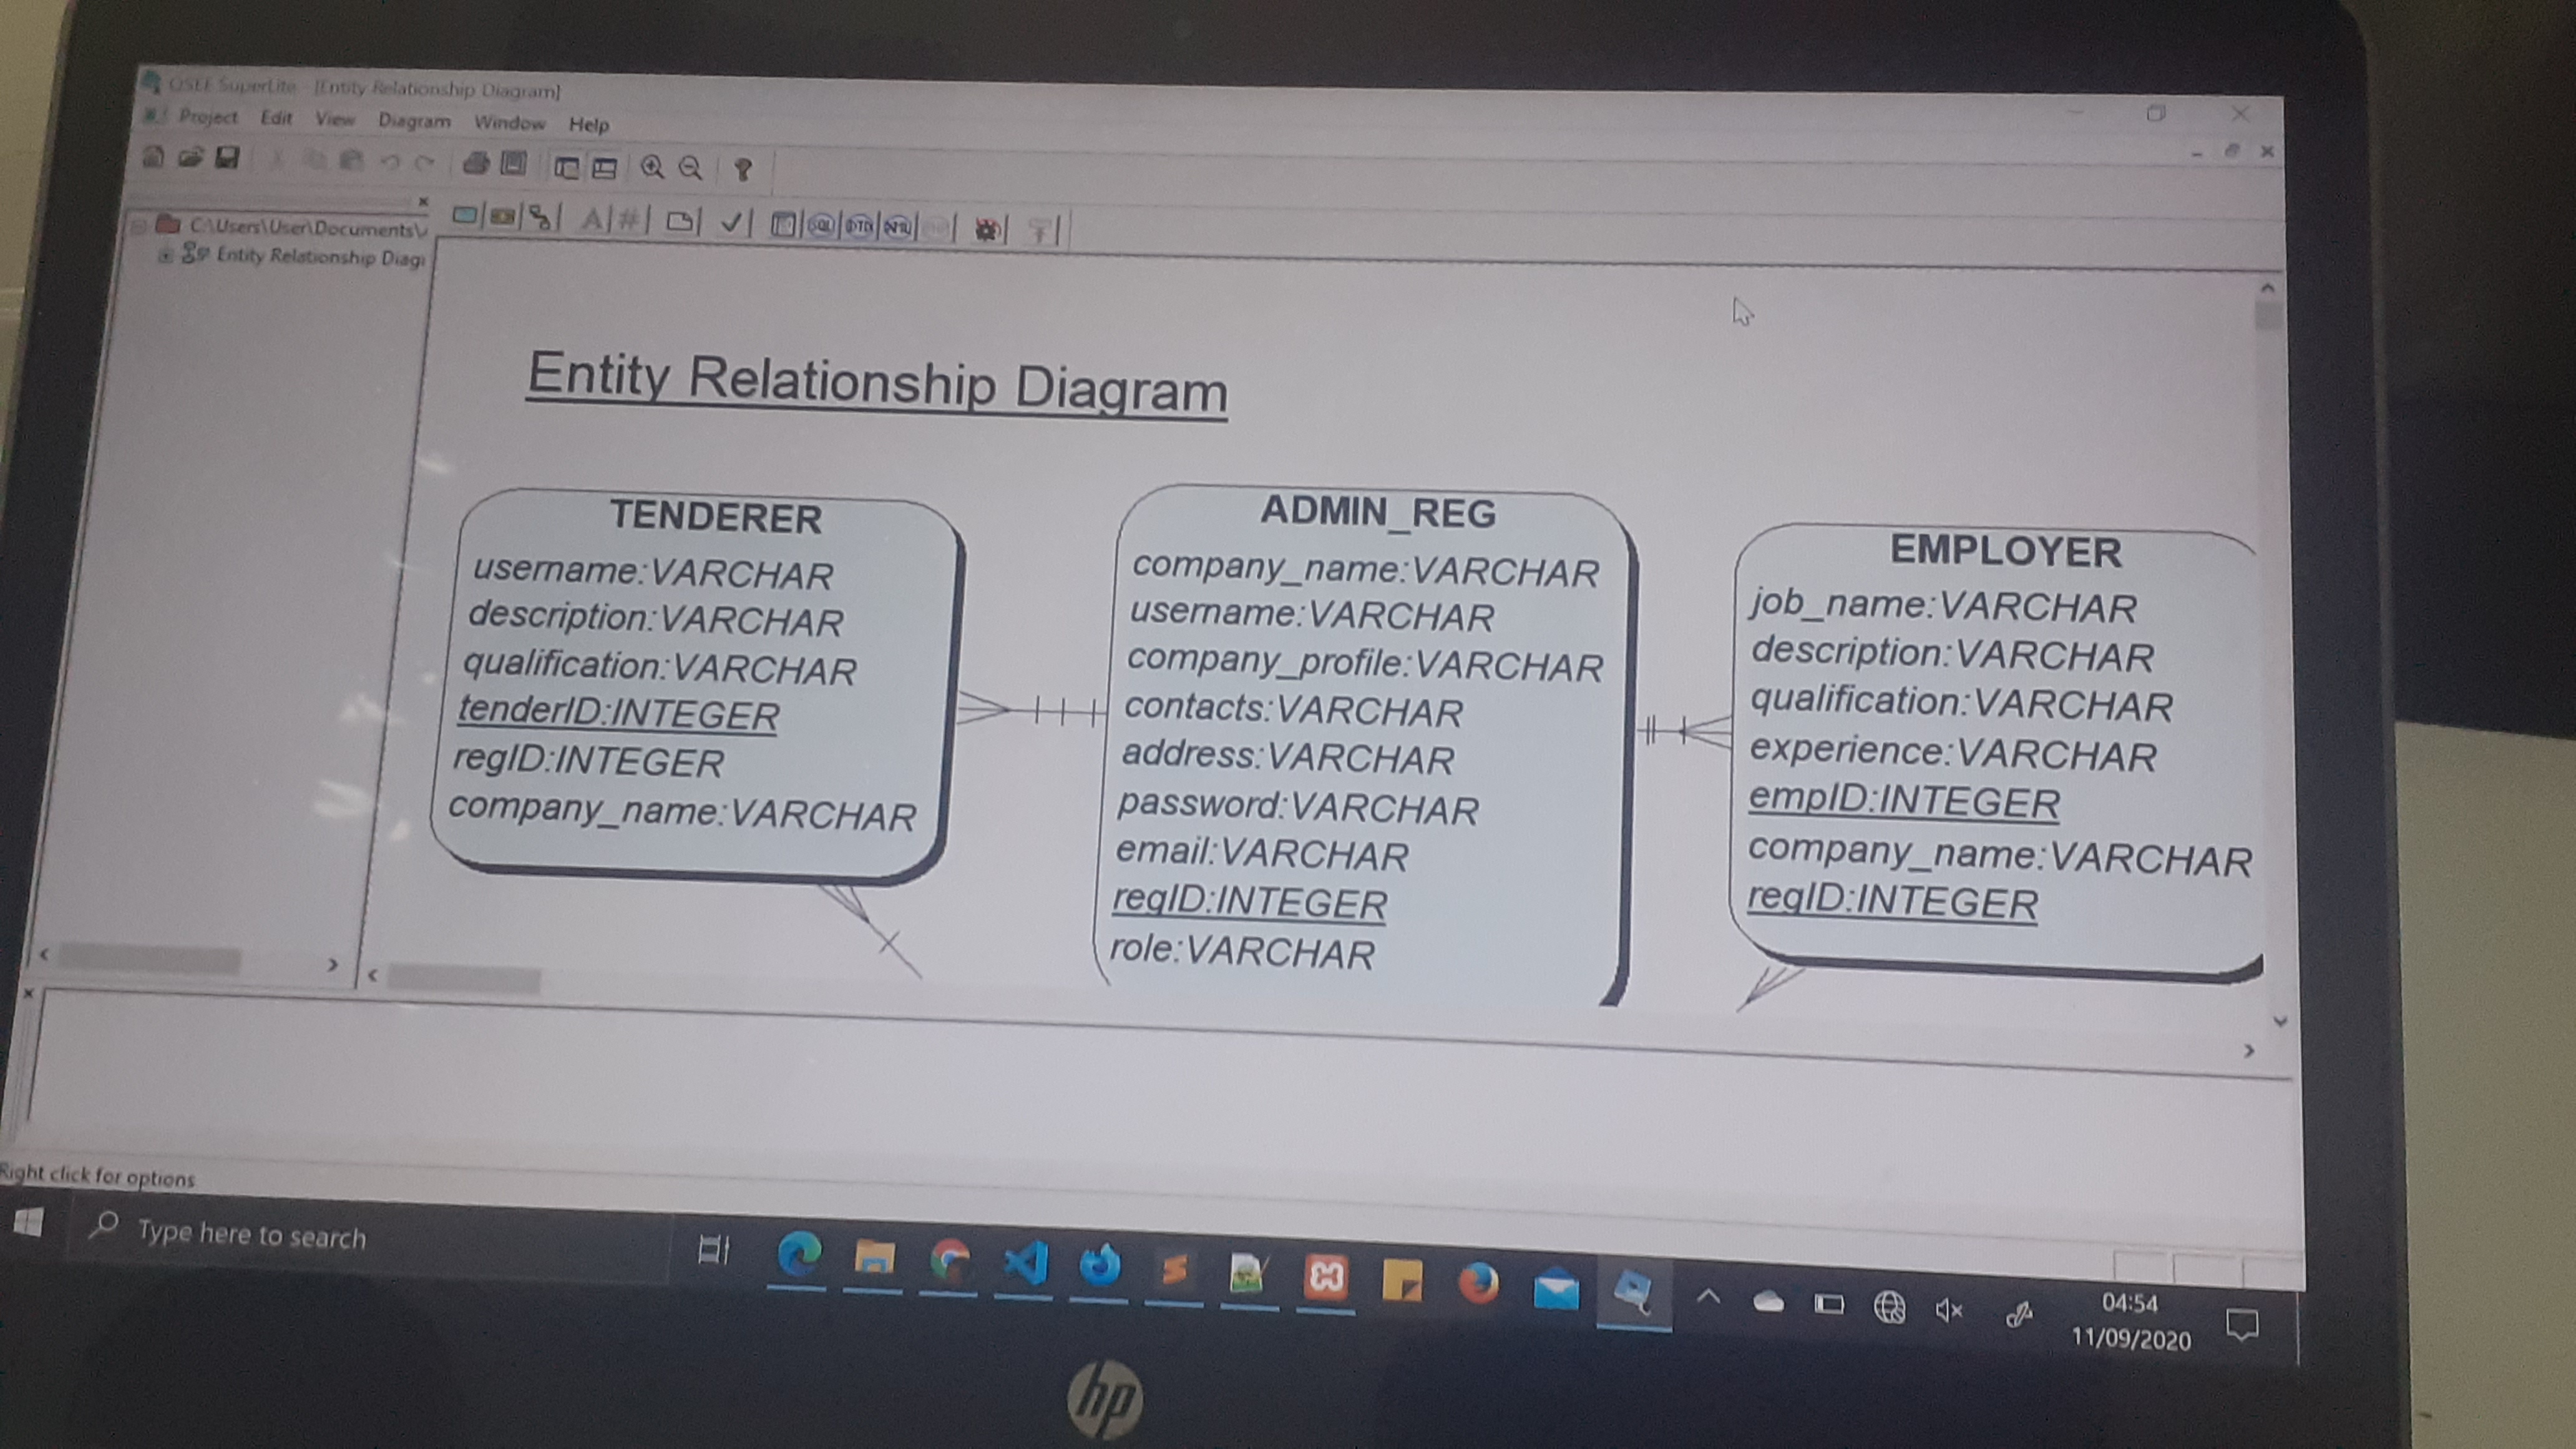 QSEE SuperLite - [Entity Relationship Diagram]
Project Edit View Diagram Window Help
C:\Users\User\Documents\
Entity Relationship Diag
Entity Relationship Diagram
TENDERER
username:VARCHAR
description:VARCHAR
qualification:VARCHAR
tenderID:INTEGER
regID:INTEGER
company_name:VARCHAR
ADMIN_REG
company_name:VARCHAR
username:VARCHAR
company_profile:VARCHAR
contacts:VARCHAR
address:VARCHAR
password:VARCHAR
email:VARCHAR
regID:INTEGER
role:VARCHAR
EMPLOYER
job_name:VARCHAR
description:VARCHAR
qualification:VARCHAR
experience:VARCHAR
empID:INTEGER
company_name:VARCHAR
regID:INTEGER
Right click for options
Type here to search
04:54
11/09/2020
hp